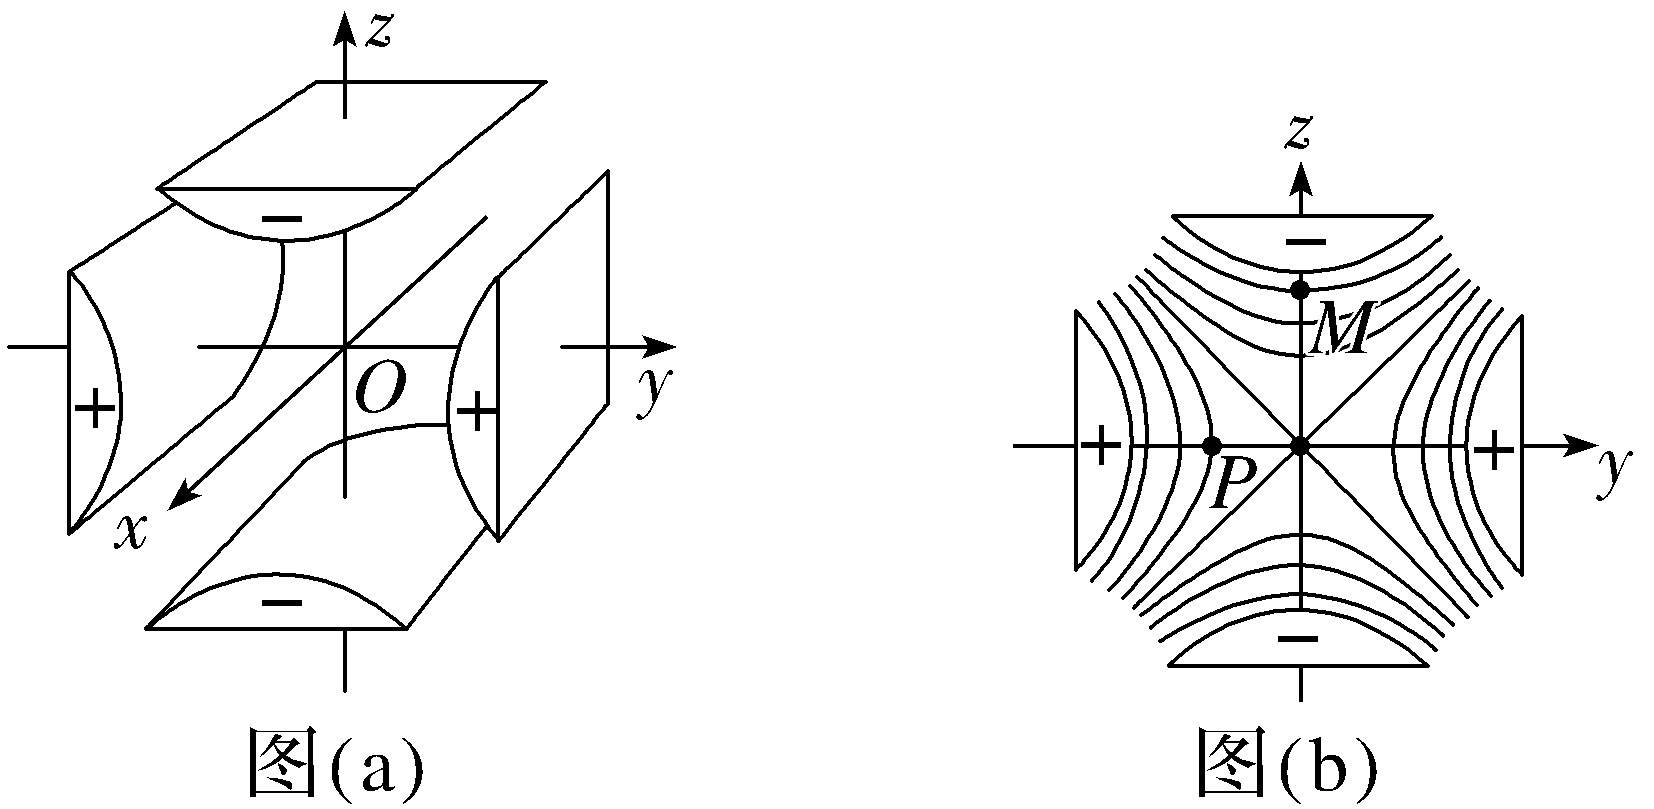 z
−
+
O
+
y
x
−
图(a)
z
−
M
+
P
+
y
−
图(b)